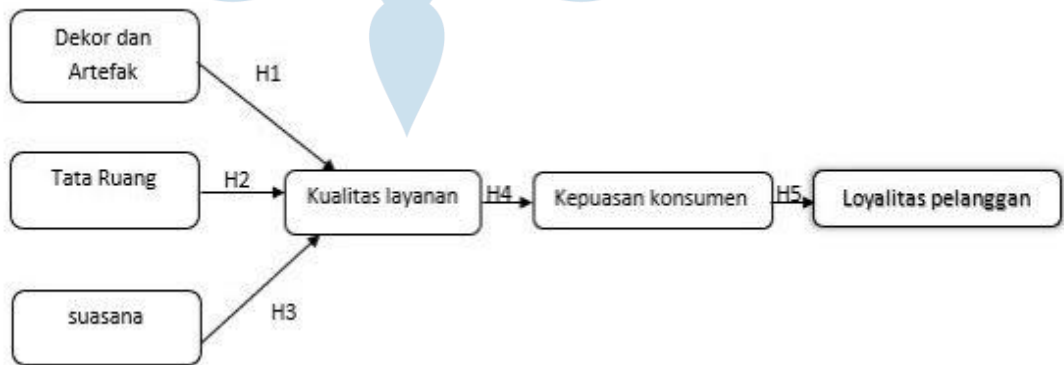 Dekor dan
Artefak
H1
Tata Ruang
H2
Kualitas layanan
H4
Kepuasan konsumen
H5
Loyalitas pelanggan
suasana
H3